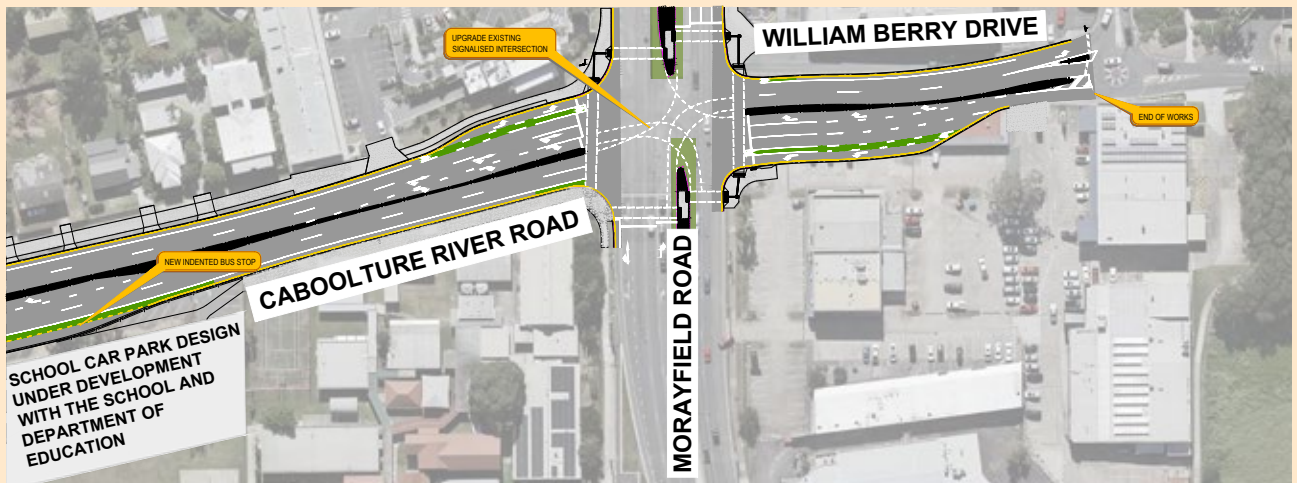 UPGRADE EXISTING
SIGNALISED INTERSECTION
WILLIAM BERRY DRIVE
END OF WORKS
NEW INDENTED BUS STOP
CABOOLTURE RIVER ROAD
MORAYFIELD ROAD
SCHOOL CAR PARK DESIGN
UNDER DEVELOPMENT
WITH THE SCHOOL AND
DEPARTMENT OF
EDUCATION